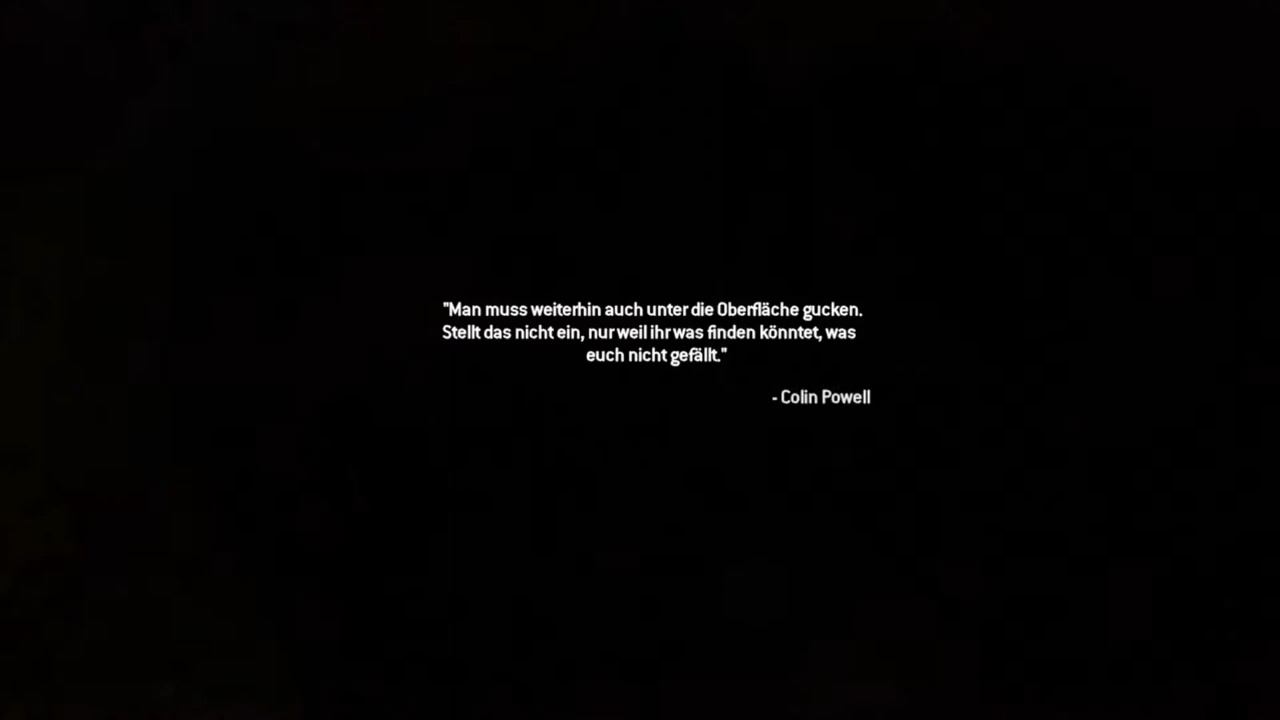 "Man muss weiterhin auch unter die Oberfläche gucken.
Stellt das nicht ein, nur weil ihr was finden könntet, was
euch nicht gefällt."
- Colin Powell